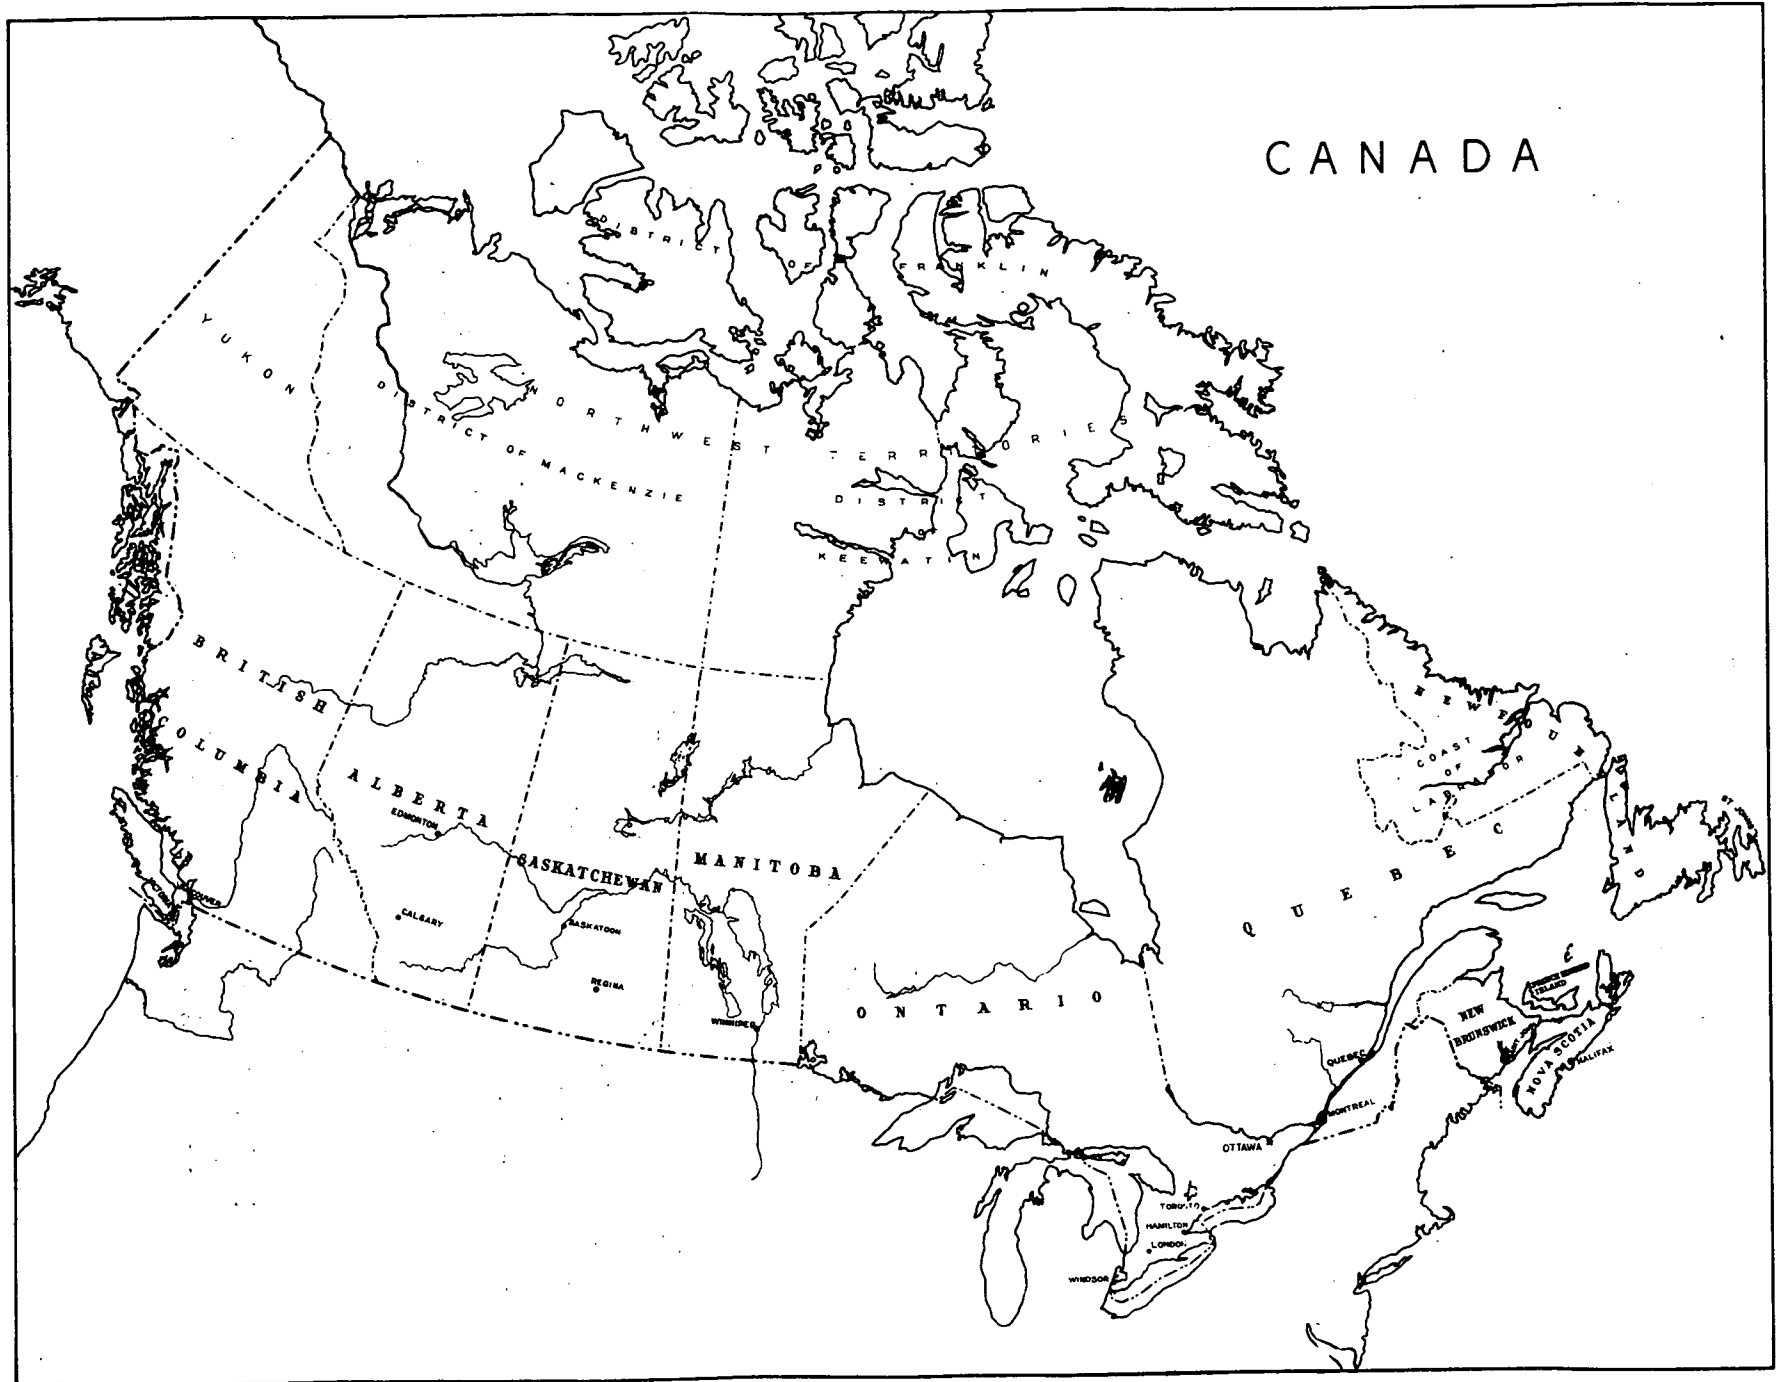 CANADA
DISTRICT
OF
FRANKLIN
YUKON
NORTHWEST TERRITORIES
DISTRICT OF MACKENZIE
DISTRICT
OF
KEEWATIN
BRITISH
COLUMBIA
ALBERTA
EDMONTON
CALGARY
SASKATCHEWAN
SASKATOON
REGINA
MANITOBA
WINNIPEG
ONTARIO
QUEBEC
NEWFOUNDLAND
COAST
OF
LABRADOR
ISLAND
NEW
BRUNSWICK
NOVA SCOTIA
HALIFAX
QUEBEC
MONTREAL
OTTAWA
TORONTO
HAMILTON
LONDON
WINDSOR